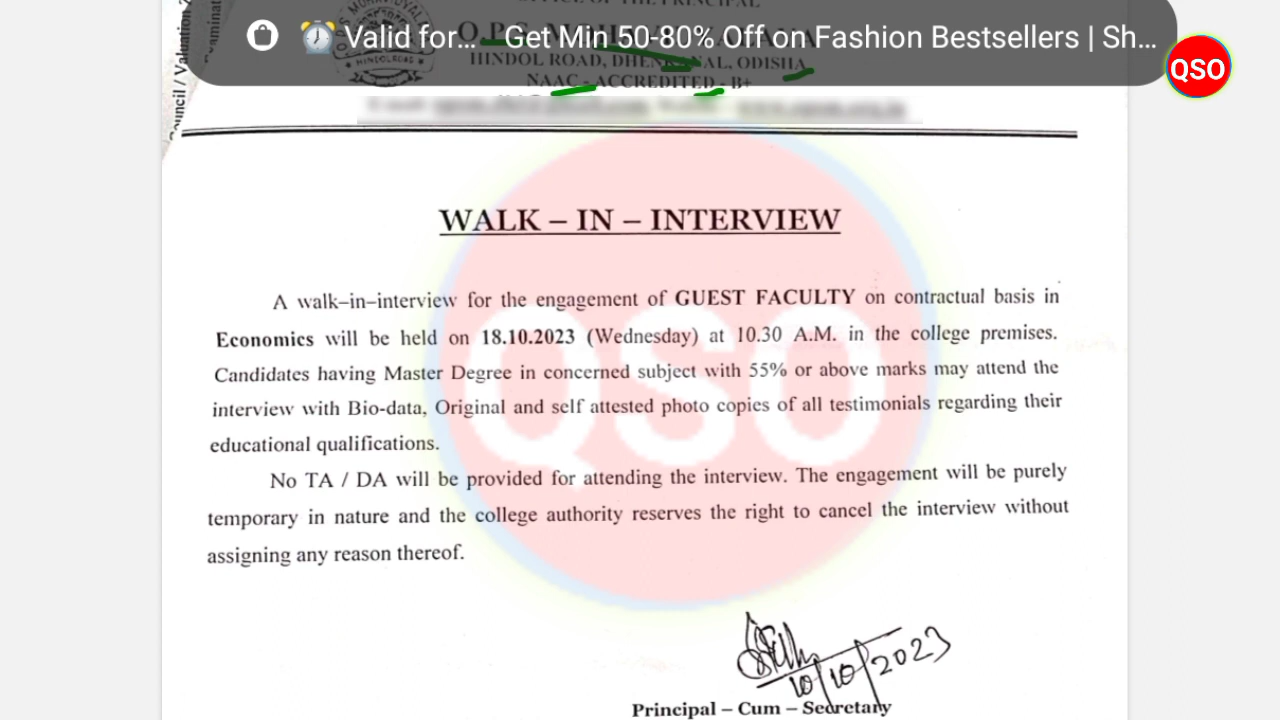 Valid for... Get Min 50-80% Off on Fashion Bestsellers | Sh...
QSO
HINDOL ROAD, DHENKANAL, ODISHA
NAAC - ACCREDITED - B+
Council / Valuation
WALK – IN – INTERVIEW
A walk–in–interview for the engagement of GUEST FACULTY on contractual basis in
Economics will be held on 18.10.2023 (Wednesday) at 10.30 A.M. in the college premises.
Candidates having Master Degree in concerned subject with 55% or above marks may attend the
interview with Bio-data, Original and self attested photo copies of all testimonials regarding their
educational qualifications.
No TA / DA will be provided for attending the interview. The engagement will be purely
temporary in nature and the college authority reserves the right to cancel the interview without
assigning any reason thereof.
QSO
10/10/2023
Principal – Cum – Secretary